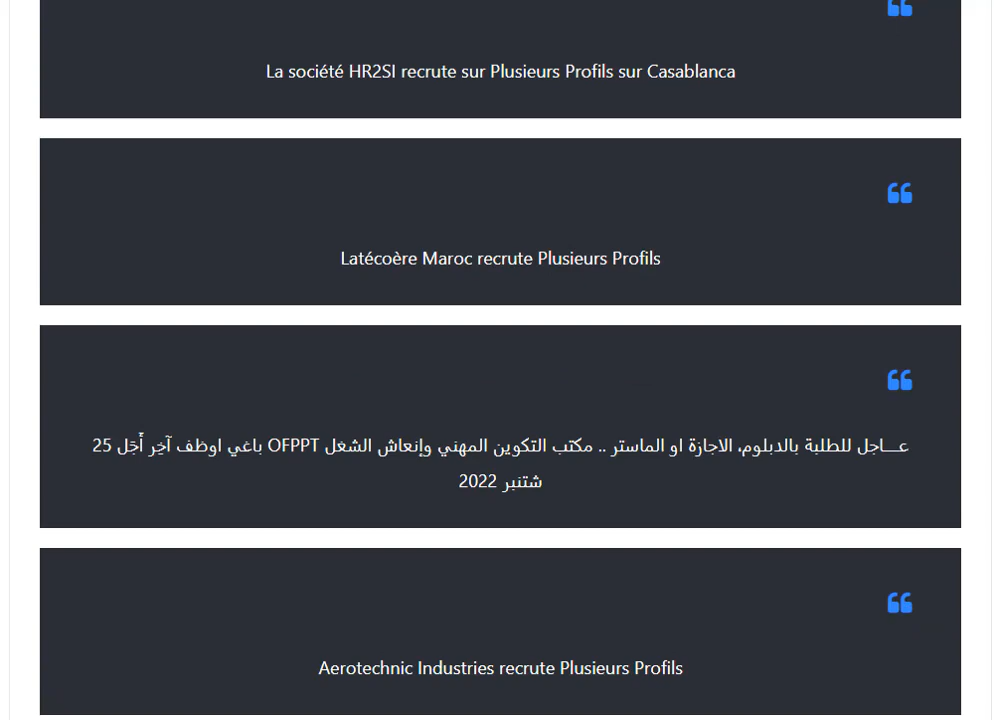 La société HR2SI recrute sur Plusieurs Profils sur Casablanca
Latécoère Maroc recrute Plusieurs Profils
عـــاجل للطلبة بالدبلوم، الاجازة او الماستر .. مكتب التكوين المهني وإنعاش الشغل OFPPT باغي اوظف آخِر أَجَل 25
شتنبر 2022
Aerotechnic Industries recrute Plusieurs Profils